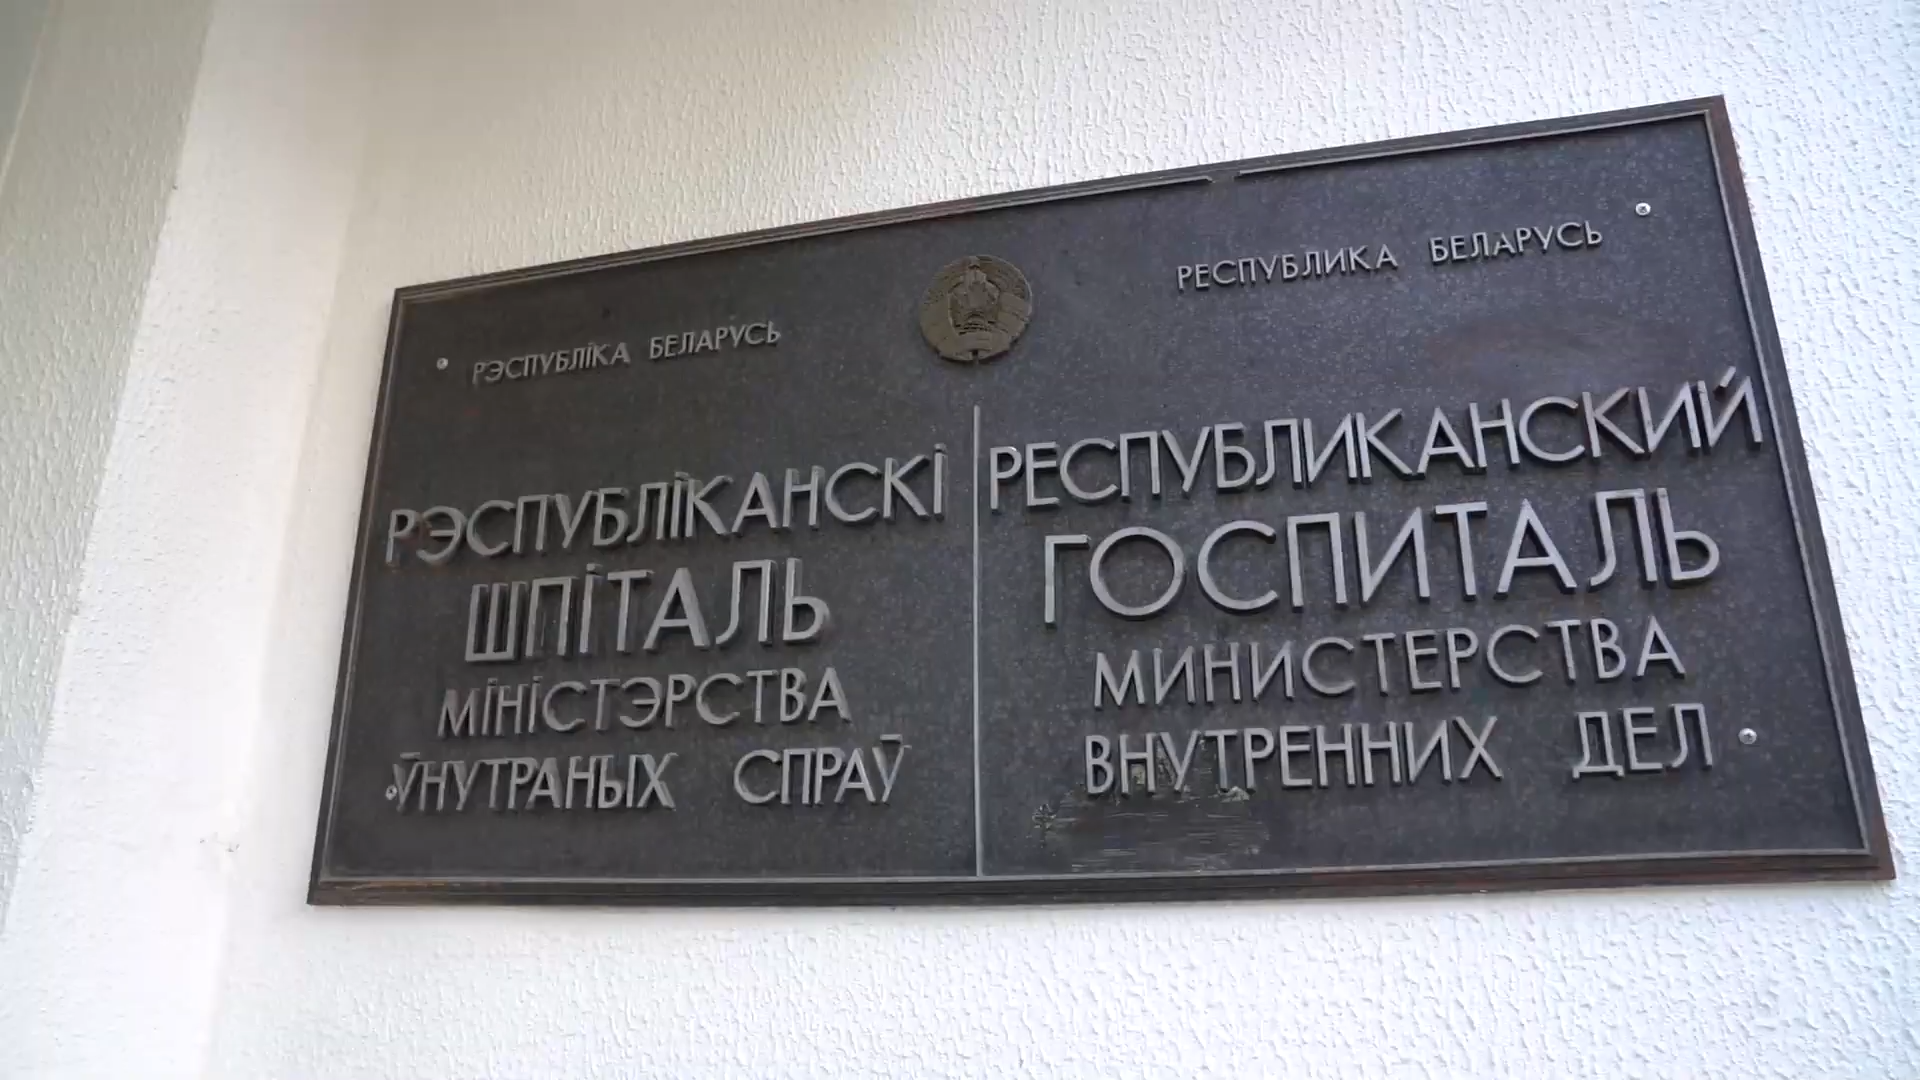 РЭСПУБЛІКА БЕЛАРУСЬ
РЭСПУБЛІКАНСКІ
ШПІТАЛЬ
МІНІСТЭРСТВА
ЎНУТРАНЫХ СПРАЎ
РЕСПУБЛИКА БЕЛАРУСЬ
РЕСПУБЛИКАНСКИЙ
ГОСПИТАЛЬ
МИНИСТЕРСТВА
ВНУТРЕННИХ ДЕЛ